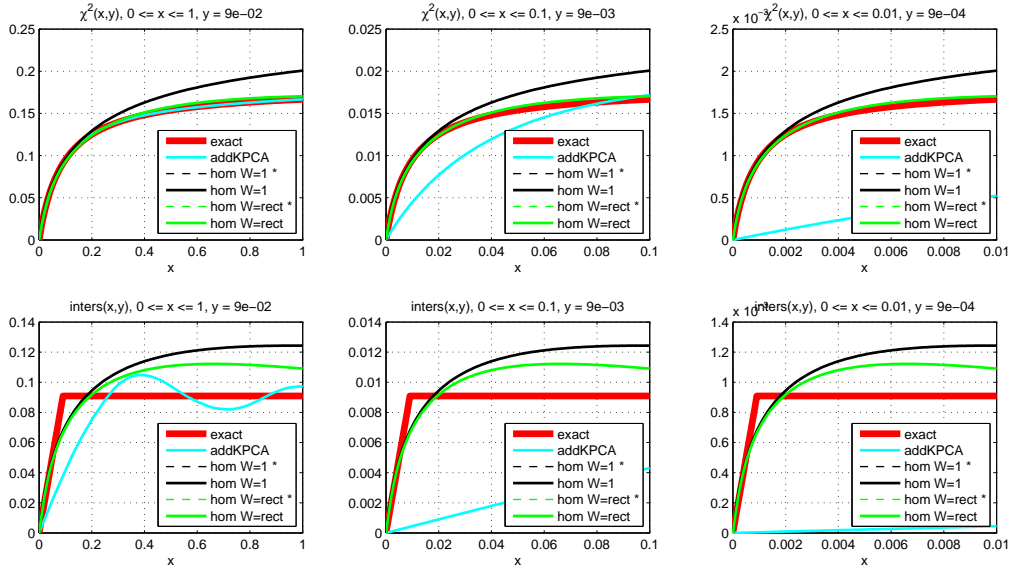 χ²(x,y), 0 <= x <= 1, y = 9e-02
0.25
0.2
0.15
0.1
0.05
0
0 0.2 0.4 0.6 0.8 1
x
exact
addKPCA
hom W=1 *
hom W=1
hom W=rect *
hom W=rect
χ²(x,y), 0 <= x <= 0.1, y = 9e-03
0.025
0.02
0.015
0.01
0.005
0
0 0.02 0.04 0.06 0.08 0.1
x
exact
addKPCA
hom W=1 *
hom W=1
hom W=rect *
hom W=rect
χ²(x,y), 0 <= x <= 0.01, y = 9e-04
x 10⁻³
2.5
2
1.5
1
0.5
0
0 0.002 0.004 0.006 0.008 0.01
x
exact
addKPCA
hom W=1 *
hom W=1
hom W=rect *
hom W=rect
inters(x,y), 0 <= x <= 1, y = 9e-02
0.14
0.12
0.1
0.08
0.06
0.04
0.02
0
0 0.2 0.4 0.6 0.8 1
x
exact
addKPCA
hom W=1 *
hom W=1
hom W=rect *
hom W=rect
inters(x,y), 0 <= x <= 0.1, y = 9e-03
0.014
0.012
0.01
0.008
0.006
0.004
0.002
0
0 0.02 0.04 0.06 0.08 0.1
x
exact
addKPCA
hom W=1 *
hom W=1
hom W=rect *
hom W=rect
inters(x,y), 0 <= x <= 0.01, y = 9e-04
x 10⁻³
1.4
1.2
1
0.8
0.6
0.4
0.2
0
0 0.002 0.004 0.006 0.008 0.01
x
exact
addKPCA
hom W=1 *
hom W=1
hom W=rect *
hom W=rect